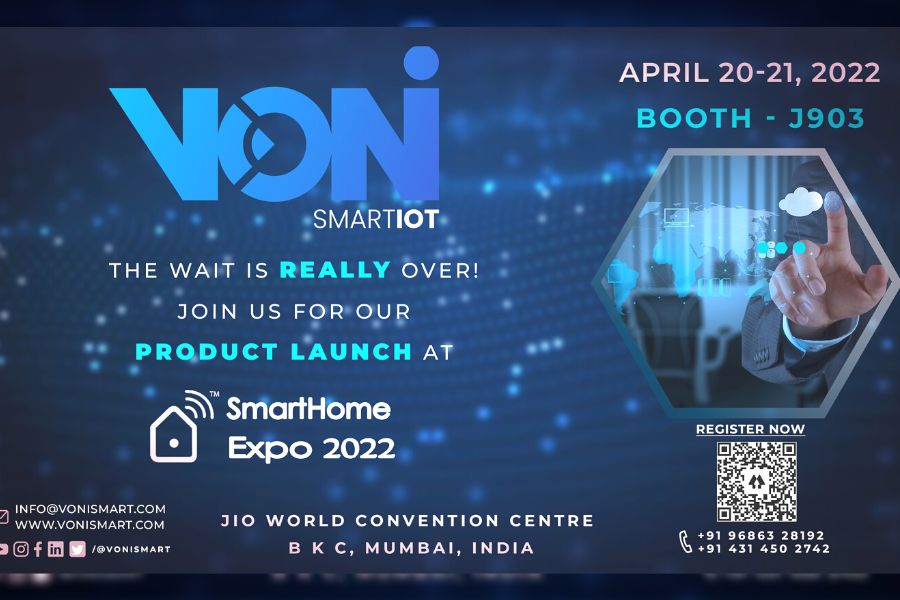 VONi
SMARTIOT
THE WAIT IS REALLY OVER!
JOIN US FOR OUR
PRODUCT LAUNCH AT
SmartHome™
Expo 2022
INFO@VONISMART.COM
WWW.VONISMART.COM
/@VONISMART
JIO WORLD CONVENTION CENTRE
B K C, MUMBAI, INDIA
APRIL 20-21, 2022
BOOTH - J903
REGISTER NOW
+91 96863 28192
+91 431 450 2742